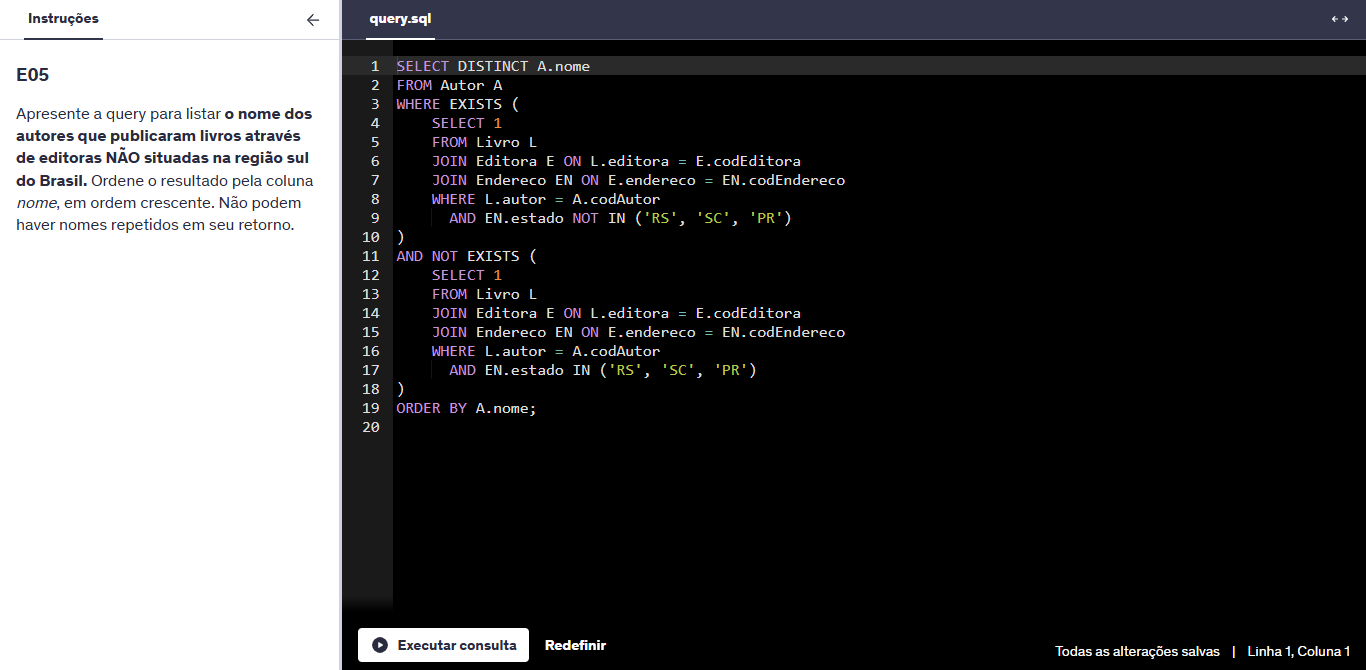 Instruções
query.sql
E05
Apresente a query para listar o nome dos
autores que publicaram livros através
de editoras NÃO situadas na região sul
do Brasil. Ordene o resultado pela coluna
nome, em ordem crescente. Não podem
haver nomes repetidos em seu retorno.
1 SELECT DISTINCT A.nome
2 FROM Autor A
3 WHERE EXISTS (
4     SELECT 1
5     FROM Livro L
6     JOIN Editora E ON L.editora = E.codEditora
7     JOIN Endereco EN ON E.endereco = EN.codEndereco
8     WHERE L.autor = A.codAutor
9       AND EN.estado NOT IN ('RS', 'SC', 'PR')
10 )
11 AND NOT EXISTS (
12     SELECT 1
13     FROM Livro L
14     JOIN Editora E ON L.editora = E.codEditora
15     JOIN Endereco EN ON E.endereco = EN.codEndereco
16     WHERE L.autor = A.codAutor
17       AND EN.estado IN ('RS', 'SC', 'PR')
18 )
19 ORDER BY A.nome;
20
Executar consulta
Redefinir
Todas as alterações salvas | Linha 1, Coluna 1